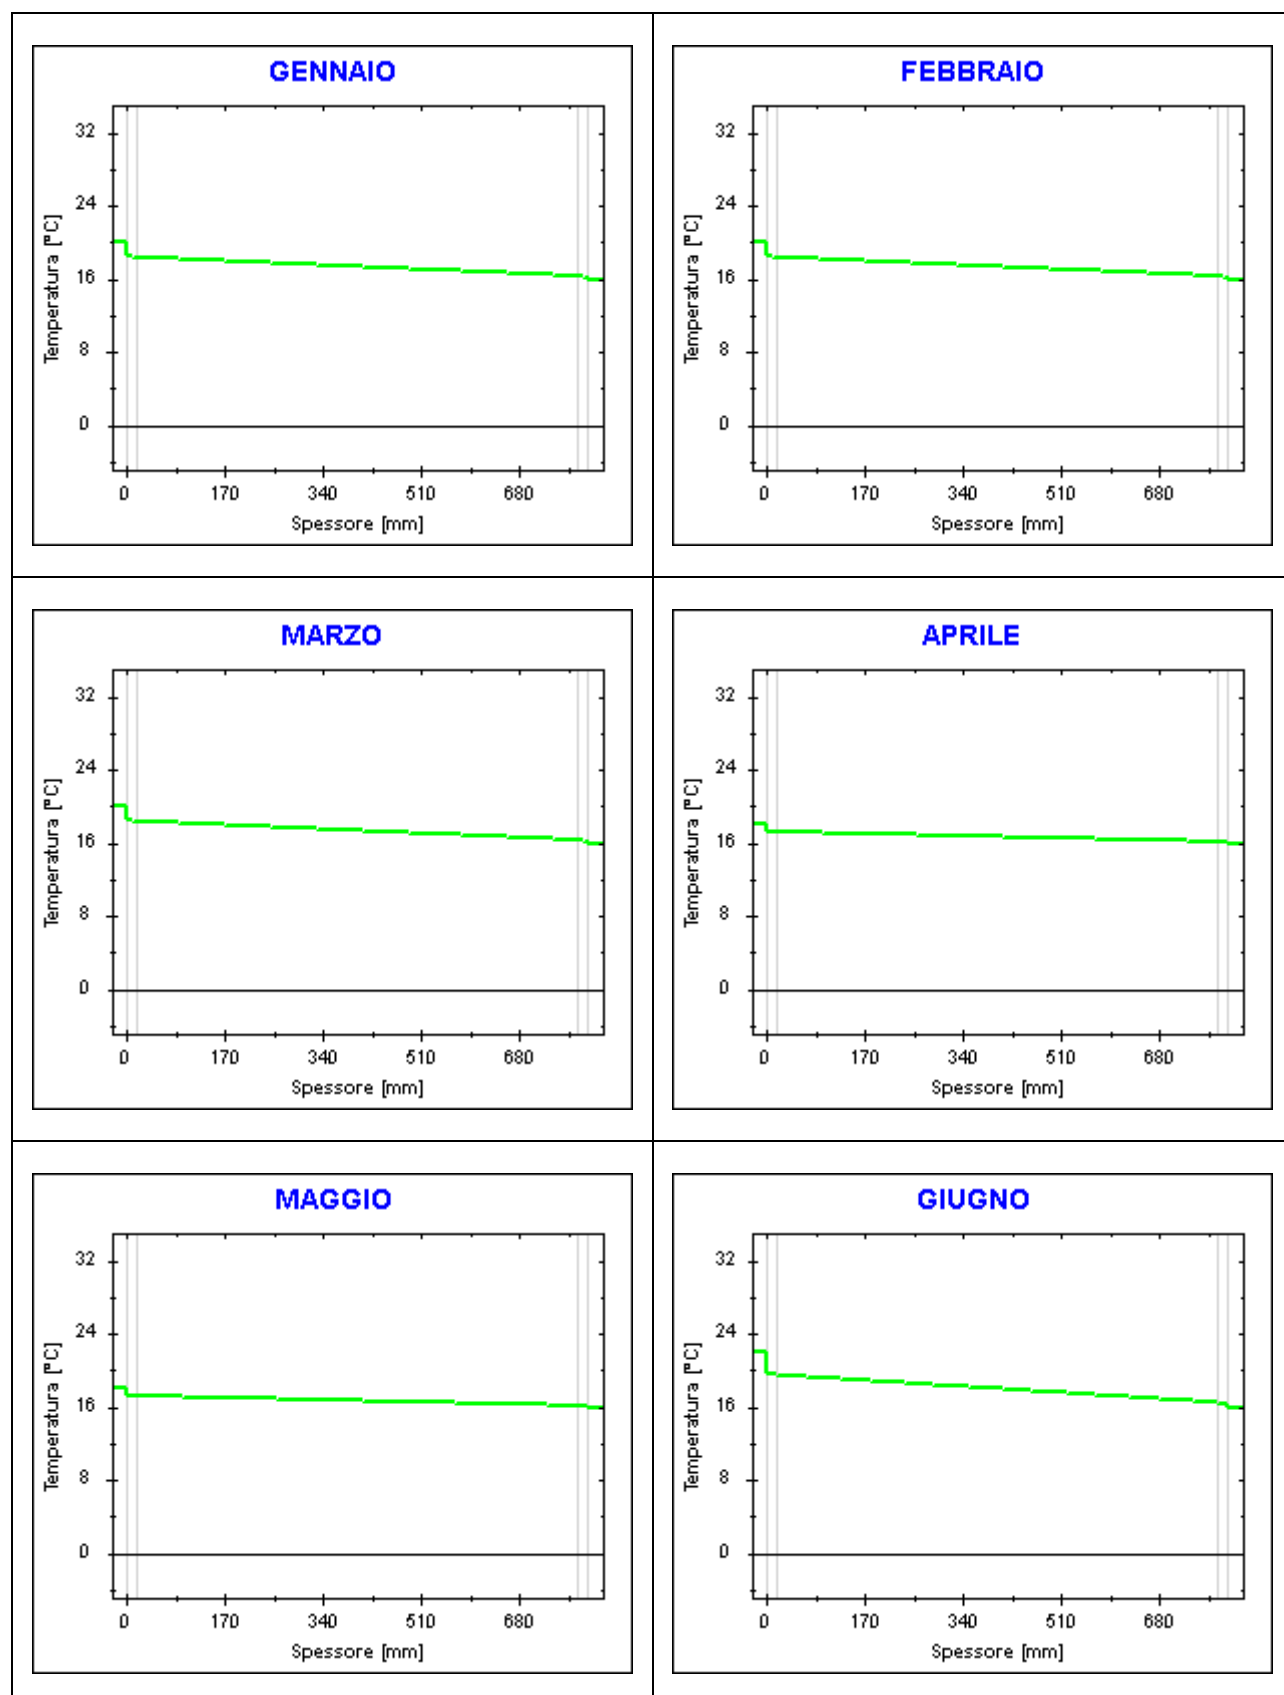 GENNAIO
32
24
16
8
0
Temperatura [°C]
0 170 340 510 680
Spessore [mm]
FEBBRAIO
32
24
16
8
0
Temperatura [°C]
0 170 340 510 680
Spessore [mm]
MARZO
32
24
16
8
0
Temperatura [°C]
0 170 340 510 680
Spessore [mm]
APRILE
32
24
16
8
0
Temperatura [°C]
0 170 340 510 680
Spessore [mm]
MAGGIO
32
24
16
8
0
Temperatura [°C]
0 170 340 510 680
Spessore [mm]
GIUGNO
32
24
16
8
0
Temperatura [°C]
0 170 340 510 680
Spessore [mm]